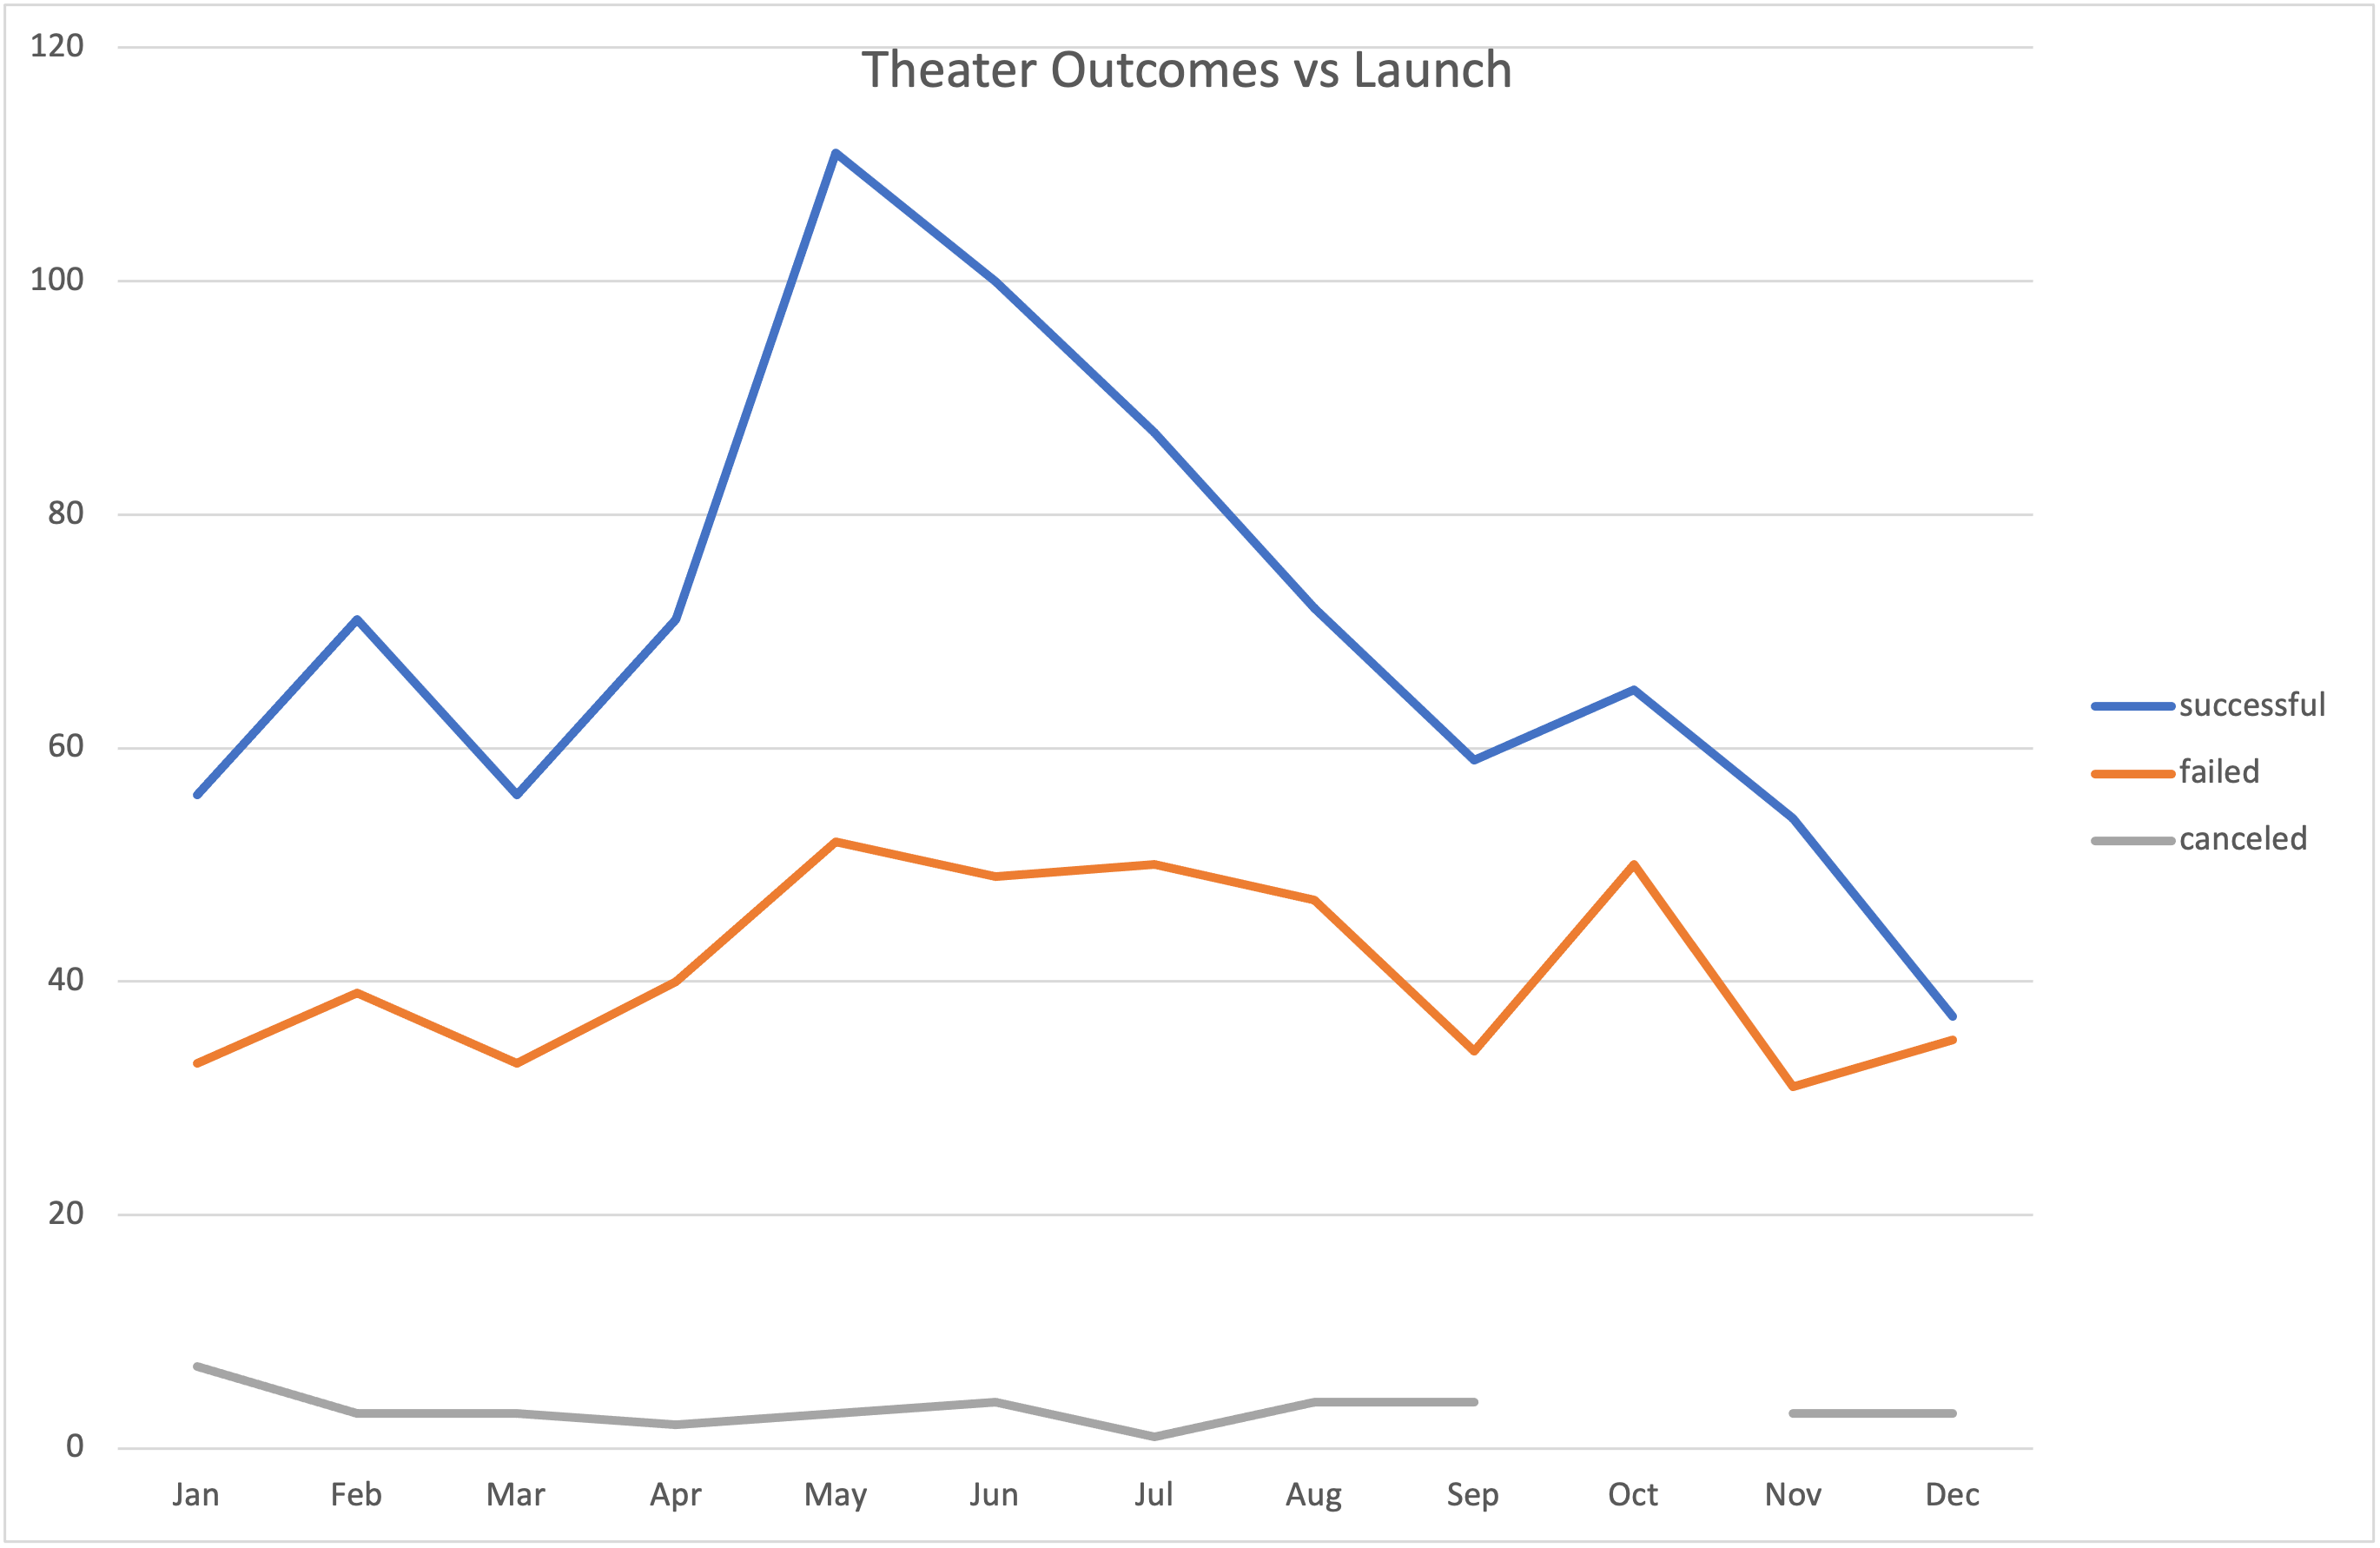 Theater Outcomes vs Launch
120
100
80
60
40
20
0
Jan Feb Mar Apr May Jun Jul Aug Sep Oct Nov Dec
successful
failed
canceled